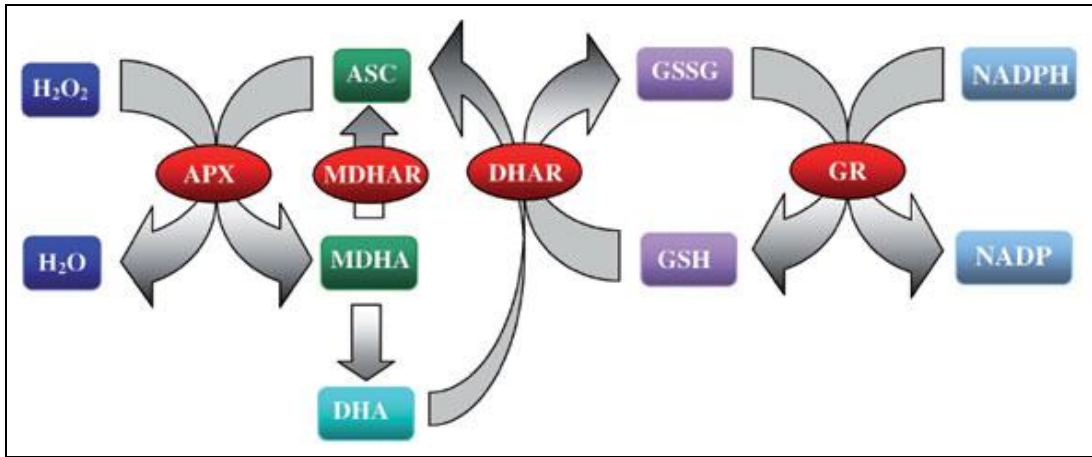 H₂O₂
ASC
GSSG
NADPH
APX
MDHAR
DHAR
GR
H₂O
MDHA
GSH
NADP
DHA